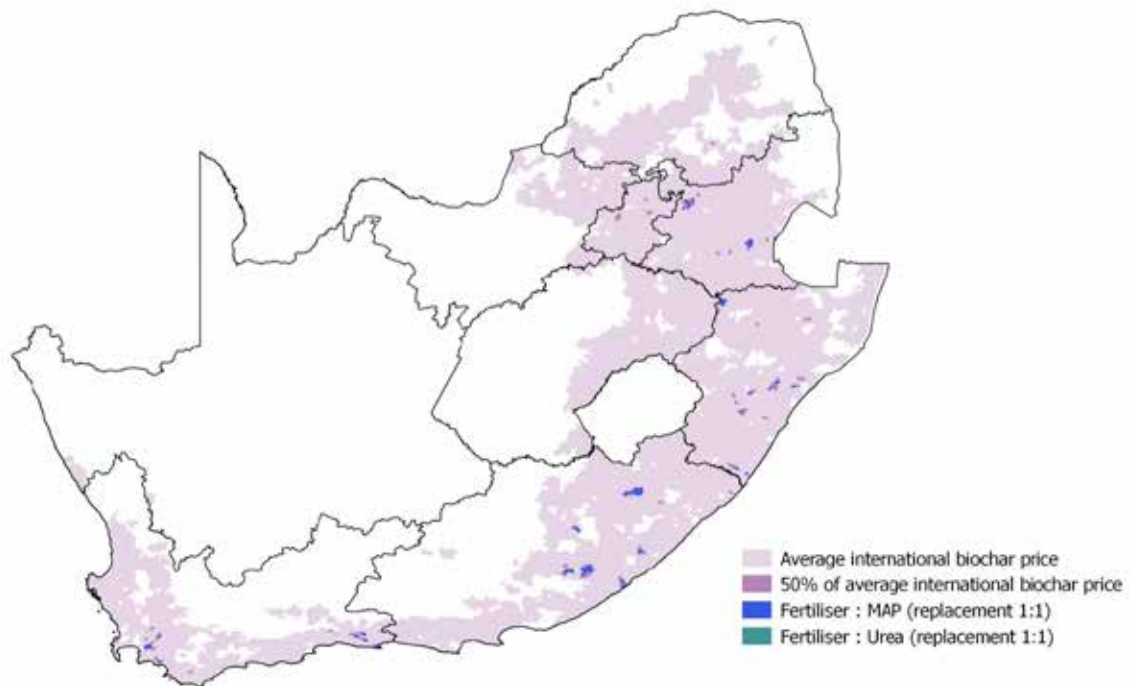 Average international biochar price
50% of average international biochar price
Fertiliser : MAP (replacement 1:1)
Fertiliser : Urea (replacement 1:1)